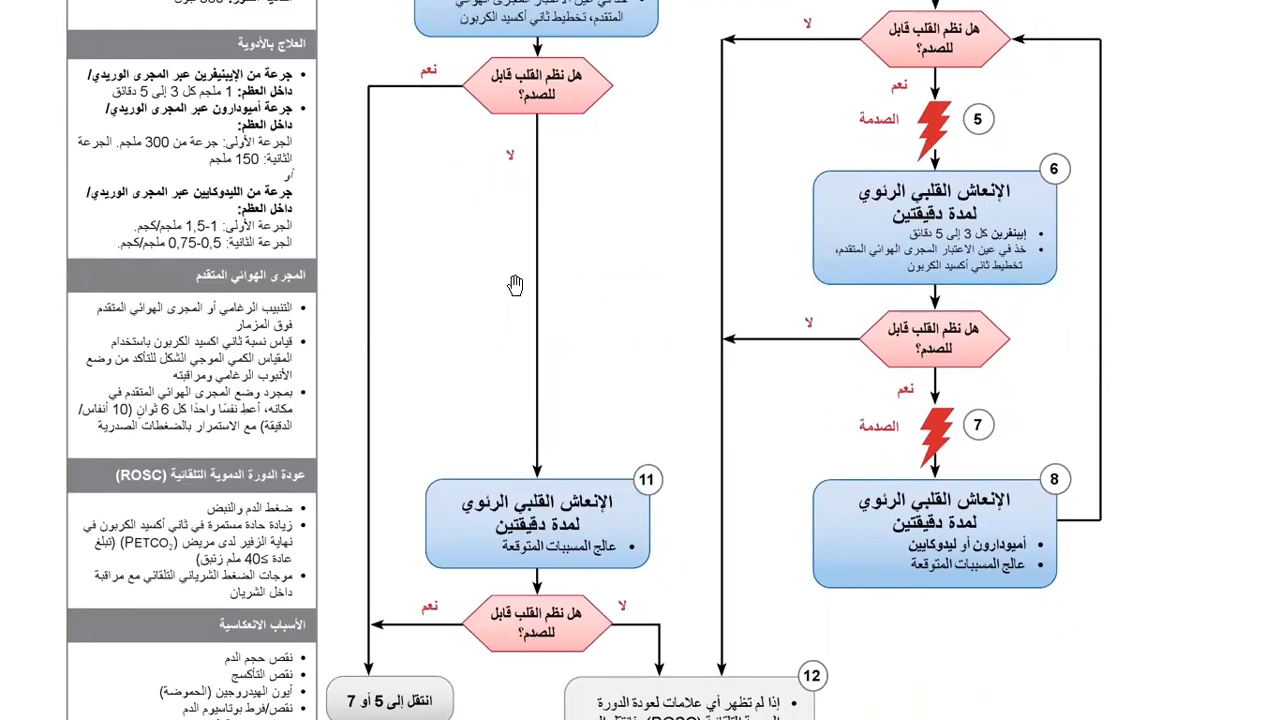 هل نظم القلب قابل
للصدم؟
لا
نعم
5
الصدمة
6
الإنعاش القلبي الرئوي
لمدة دقيقتين
• إيبنفرين كل 3 إلى 5 دقائق
• خذ في عين الاعتبار المجرى الهوائي المتقدم،
تخطيط ثاني أكسيد الكربون
هل نظم القلب قابل
للصدم؟
لا
نعم
7
الصدمة
8
الإنعاش القلبي الرئوي
لمدة دقيقتين
• أميودارون أو ليدوكايين
• عالج المسببات المتوقعة
المتقدم، تخطيط ثاني أكسيد الكربون
هل نظم القلب قابل
للصدم؟
نعم
لا
11
الإنعاش القلبي الرئوي
لمدة دقيقتين
• عالج المسببات المتوقعة
هل نظم القلب قابل
للصدم؟
نعم
لا
12
• إذا لم تظهر أي علامات لعودة الدورة
انتقل إلى 5 أو 7
العلاج بالأدوية
• جرعة من الإيبنيفرين عبر المجرى الوريدي/
داخل العظم: 1 ملجم كل 3 إلى 5 دقائق
• جرعة أميودارون عبر المجرى الوريدي/
داخل العظم:
الجرعة الأولى: جرعة من 300 ملجم. الجرعة
الثانية: 150 ملجم
أو
جرعة من الليدوكايين عبر المجرى الوريدي/
داخل العظم:
الجرعة الأولى: 1-1,5 ملجم/كجم.
الجرعة الثانية: 0,5-0,75 ملجم/كجم.
المجرى الهوائي المتقدم
• التنبيب الرغامي أو المجرى الهوائي المتقدم
فوق المزمار
• قياس نسبة ثاني اكسيد الكربون باستخدام
المقياس الكمي الموجي الشكل للتأكد من وضع
الأنبوب الرغامي ومراقبته
• بمجرد وضع المجرى الهوائي المتقدم في
مكانه، أعطِ نفسًا واحدًا كل 6 ثوانٍ (10 أنفاس/
الدقيقة) مع الاستمرار بالضغطات الصدرية
عودة الدورة الدموية التلقائية (ROSC)
• ضغط الدم والنبض
• زيادة حادة مستمرة في ثاني أكسيد الكربون في
نهاية الزفير لدى مريض (PETCO₂) (تبلغ
عادة ≥40 ملم زئبق)
• موجات الضغط الشرياني التلقائي مع مراقبة
داخل الشريان
الأسباب الانعكاسية
• نقص حجم الدم
• نقص التأكسج
• أيون الهيدروجين (الحموضة)
• نقص/فرط بوتاسيوم الدم